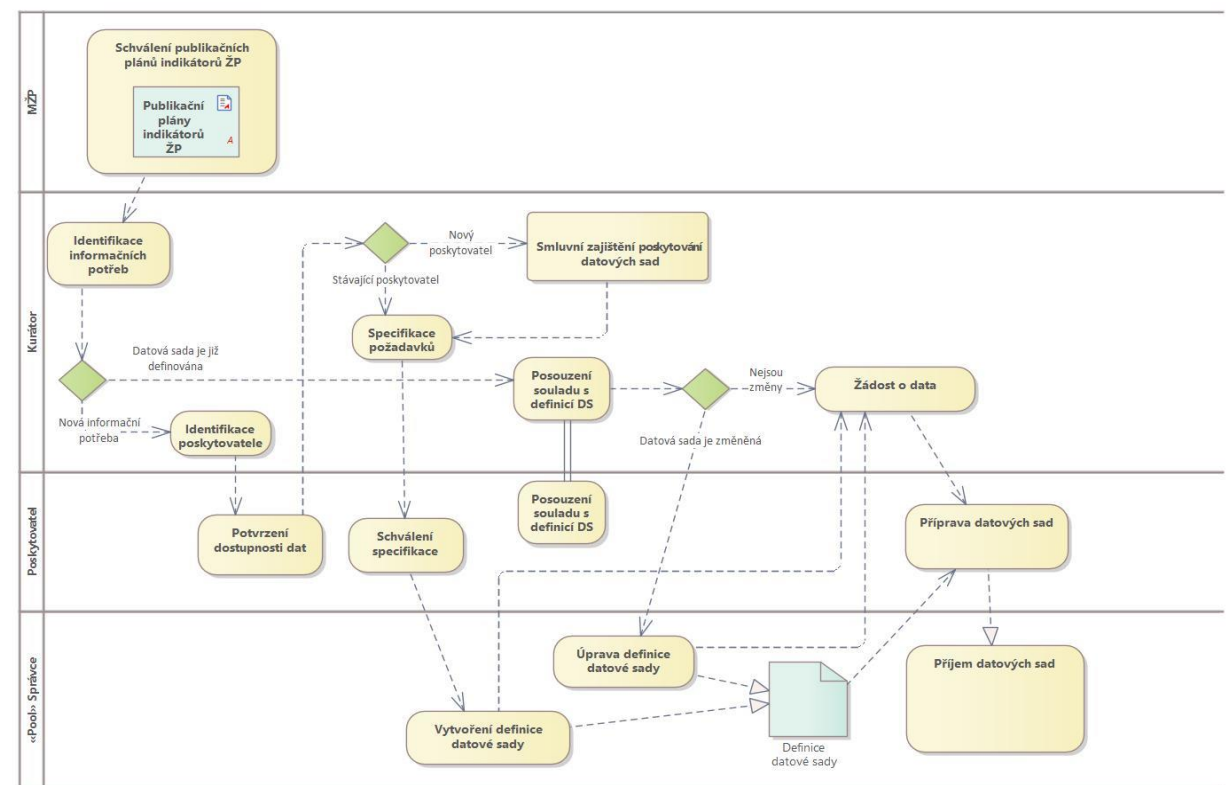 MŽP
Schválení publikačních
plánů indikátorů ŽP
Publikační
plány
indikátorů
ŽP
A
Kurátor
Identifikace
informačních
potřeb
Nový
poskytovatel
Smluvní zajištění poskytování
datových sad
Stávající poskytovatel
Specifikace
požadavků
Datová sada je již
definována
Posouzení
souladu s
definicí DS
Nejsou
změny
Žádost o data
Nová informační
potřeba
Identifikace
poskytovatele
Datová sada je změněná
Poskytovatel
Potvrzení
dostupnosti dat
Schválení
specifikace
Posouzení
souladu s
definicí DS
Příprava datových sad
«Pool» Správce
Úprava definice
datové sady
Příjem datových sad
Vytvoření definice
datové sady
Definice
datové sady